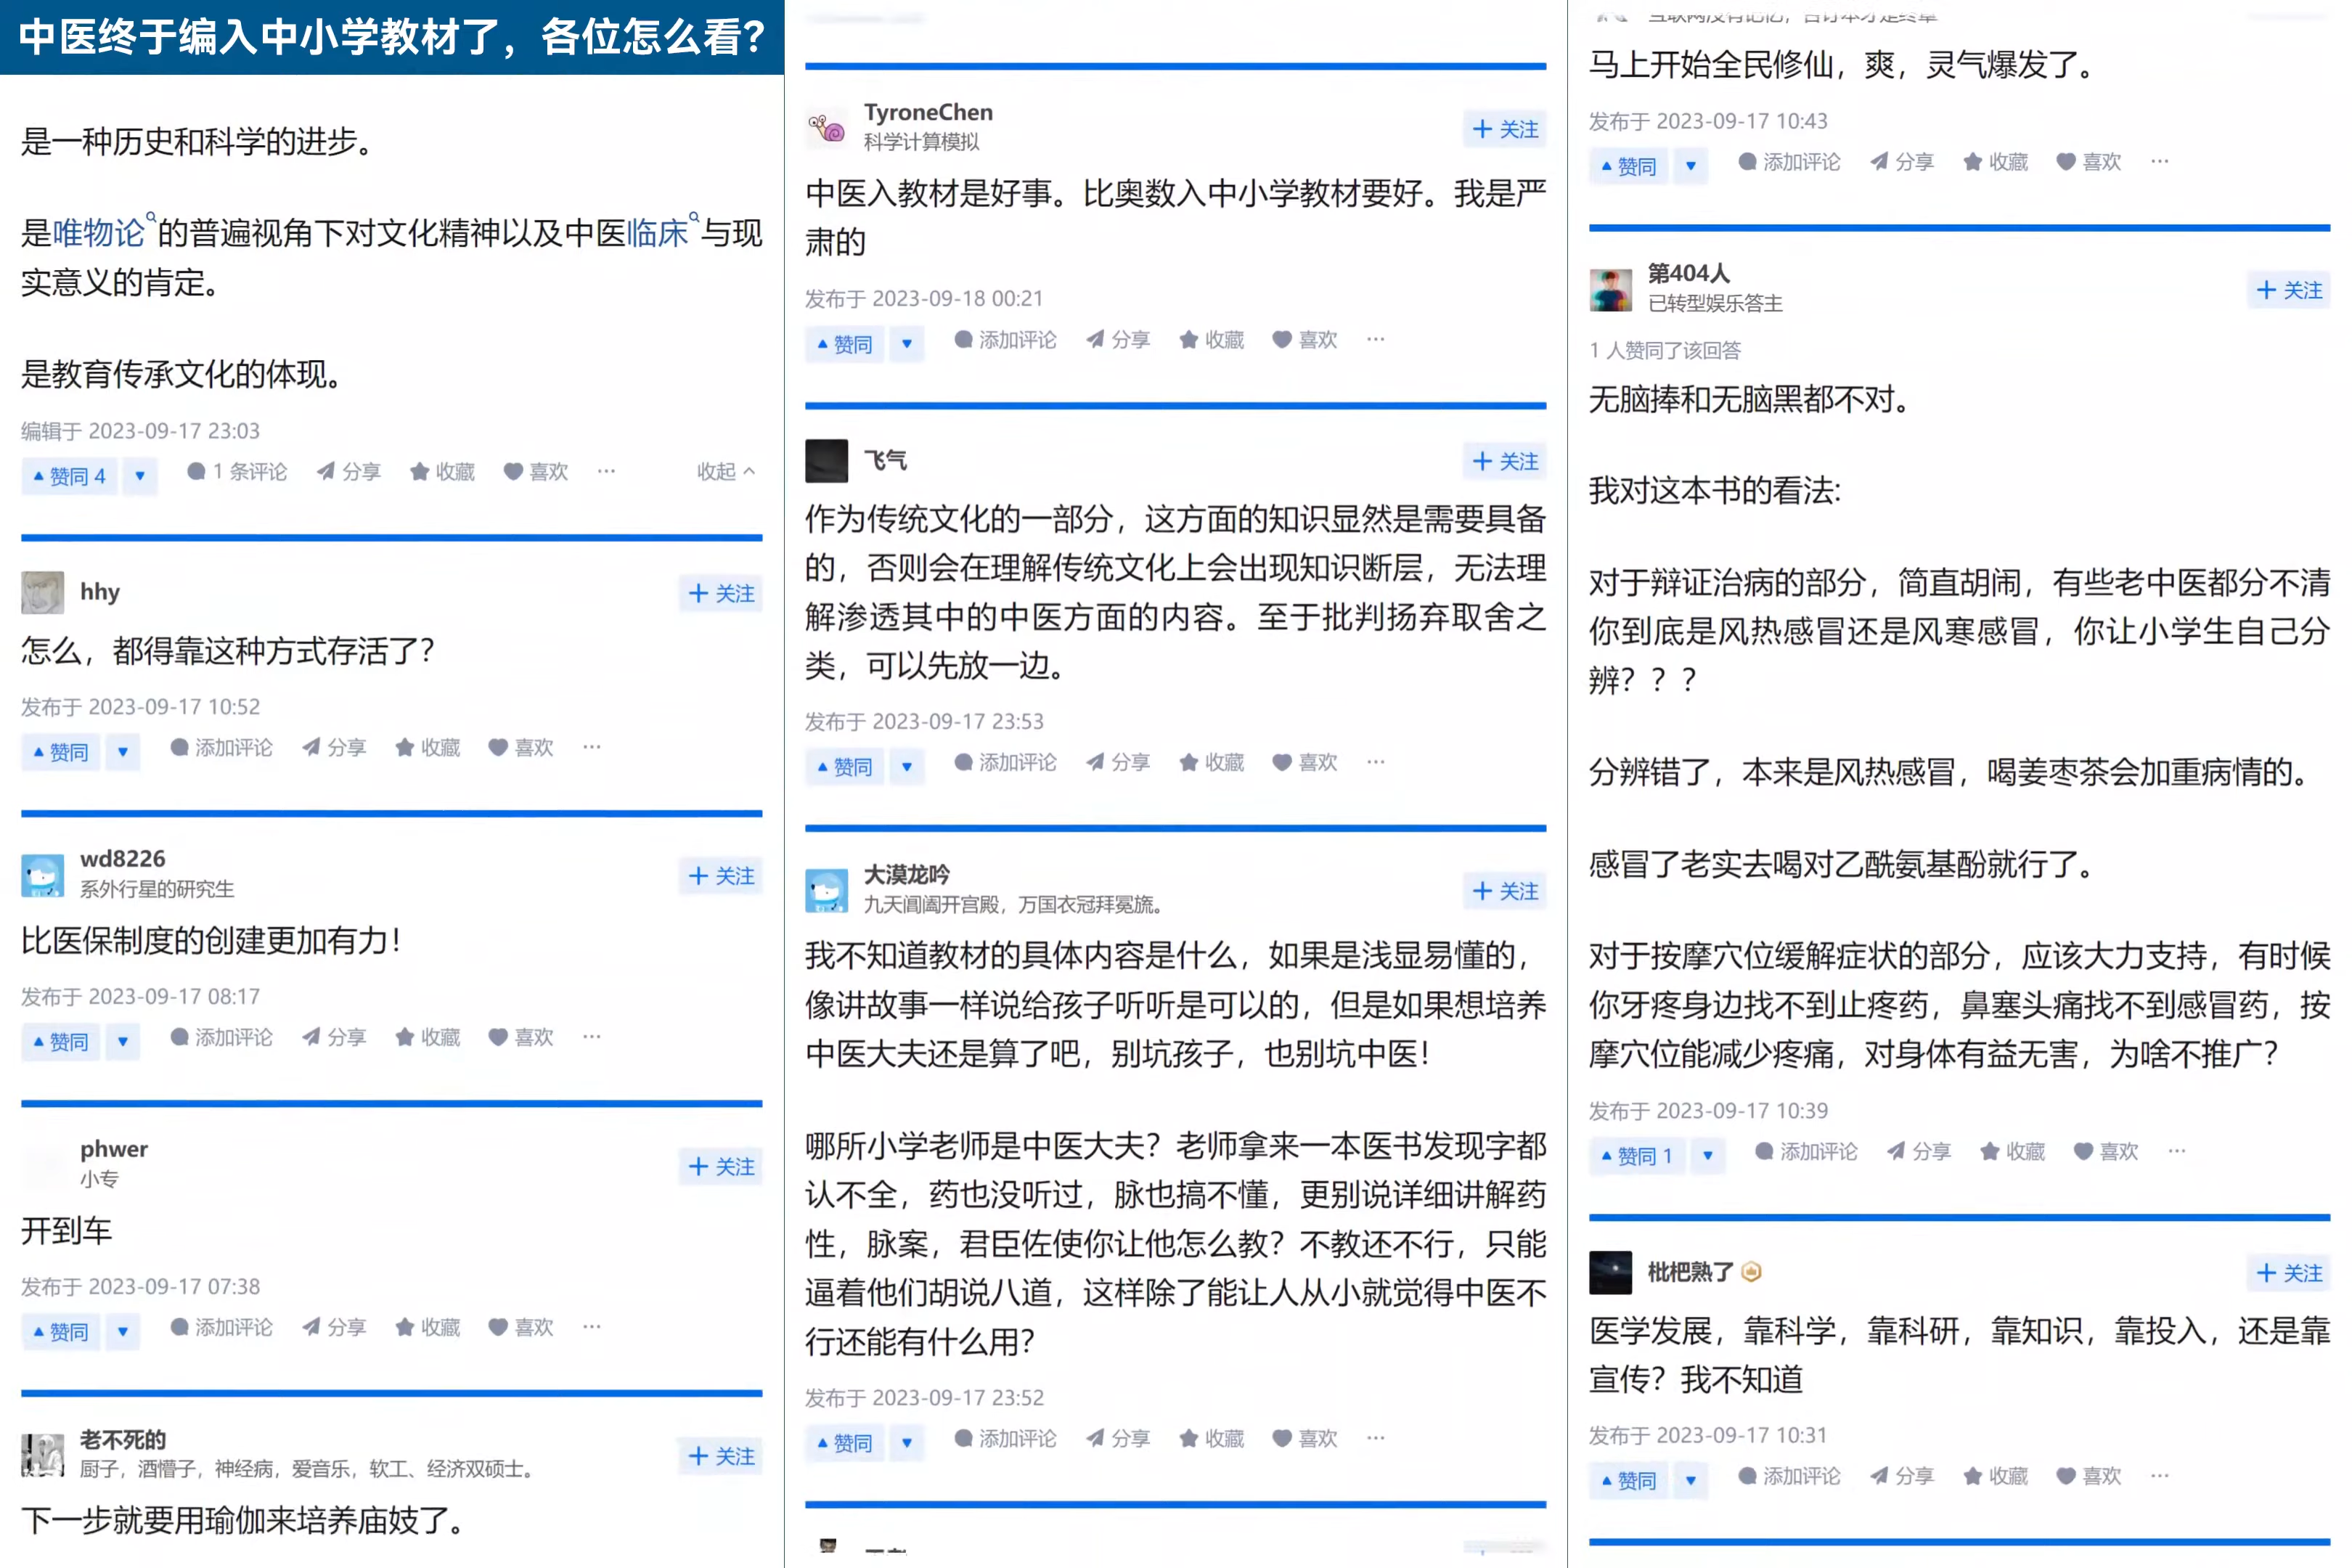 中医终于编入中小学教材了，各位怎么看？
是一种历史和科学的进步。
是唯物论的普遍视角下对文化精神以及中医临床与现
实意义的肯定。
是教育传承文化的体现。
编辑于 2023-09-17 23:03
赞同 4 1 条评论 分享 收藏 喜欢 ··· 收起
hhy
+ 关注
怎么，都得靠这种方式存活了？
发布于 2023-09-17 10:52
赞同 添加评论 分享 收藏 喜欢 ···
wd8226
系外行星的研究生
+ 关注
比医保制度的创建更加有力！
发布于 2023-09-17 08:17
赞同 添加评论 分享 收藏 喜欢 ···
phwer
小专
+ 关注
开到车
发布于 2023-09-17 07:38
赞同 添加评论 分享 收藏 喜欢 ···
老不死的
厨子，酒懵子，神经病，爱音乐，软工、经济双硕士。
+ 关注
下一步就要用瑜伽来培养庙妓了。
TyroneChen
科学计算模拟
+ 关注
中医入教材是好事。比奥数入中小学教材要好。我是严
肃的
发布于 2023-09-18 00:21
赞同 添加评论 分享 收藏 喜欢 ···
飞气
+ 关注
作为传统文化的一部分，这方面的知识显然是需要具备
的，否则会在理解传统文化上会出现知识断层，无法理
解渗透其中的中医方面的内容。至于批判扬弃取舍之
类，可以先放一边。
发布于 2023-09-17 23:53
赞同 添加评论 分享 收藏 喜欢 ···
大漠龙吟
九天阊阖开宫殿，万国衣冠拜冕旒。
+ 关注
我不知道教材的具体内容是什么，如果是浅显易懂的，
像讲故事一样说给孩子听听是可以的，但是如果想培养
中医大夫还是算了吧，别坑孩子，也别坑中医！
哪所小学老师是中医大夫？老师拿来一本医书发现字都
认不全，药也没听过，脉也搞不懂，更别说详细讲解药
性，脉案，君臣佐使你让他怎么教？不教还不行，只能
逼着他们胡说八道，这样除了能让人从小就觉得中医不
行还能有什么用？
发布于 2023-09-17 23:52
赞同 添加评论 分享 收藏 喜欢 ···
马上开始全民修仙，爽，灵气爆发了。
发布于 2023-09-17 10:43
赞同 添加评论 分享 收藏 喜欢 ···
第404人
已转型娱乐答主
+ 关注
1 人赞同了该回答
无脑捧和无脑黑都不对。
我对这本书的看法:
对于辩证治病的部分，简直胡闹，有些老中医都分不清
你到底是风热感冒还是风寒感冒，你让小学生自己分
辨？？？
分辨错了，本来是风热感冒，喝姜枣茶会加重病情的。
感冒了老实去喝对乙酰氨基酚就行了。
对于按摩穴位缓解症状的部分，应该大力支持，有时候
你牙疼身边找不到止疼药，鼻塞头痛找不到感冒药，按
摩穴位能减少疼痛，对身体有益无害，为啥不推广？
发布于 2023-09-17 10:39
赞同 1 添加评论 分享 收藏 喜欢 ···
枇杷熟了
+ 关注
医学发展，靠科学，靠科研，靠知识，靠投入，还是靠
宣传？我不知道
发布于 2023-09-17 10:31
赞同 添加评论 分享 收藏 喜欢 ···